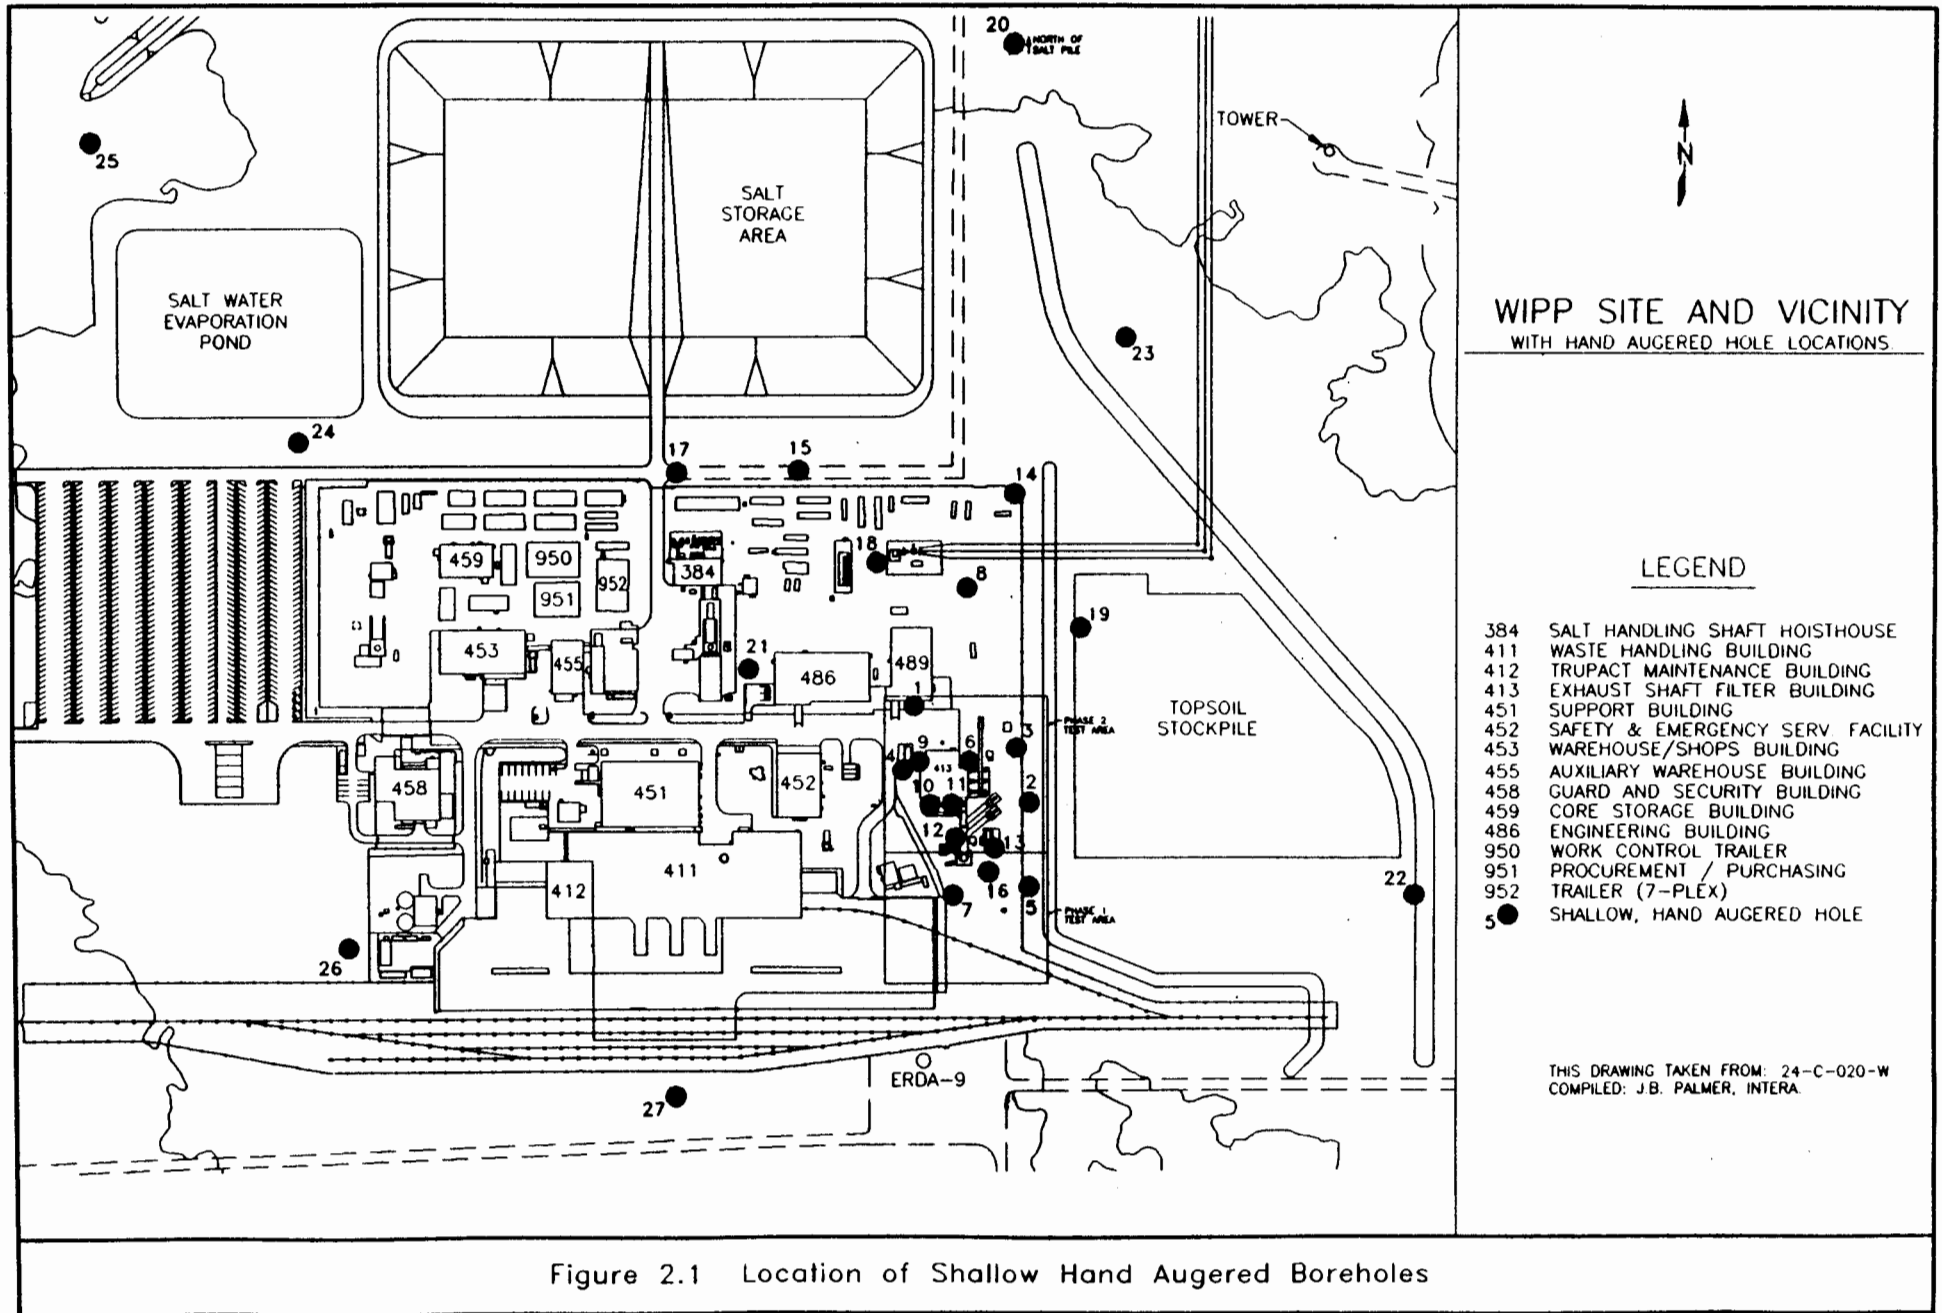 20
NORTH OF
SALT PILE
TOWER
25
N
SALT
STORAGE
AREA
SALT WATER
EVAPORATION
POND
WIPP SITE AND VICINITY
WITH HAND AUGERED HOLE LOCATIONS
23
24
17
15
14
18
459
950
384
8
951
952
19
453
455
21
486
489
1
TOPSOIL
STOCKPILE
PHASE 2
TEST AREA
3
4
9
6
413
458
451
452
10
11
2
12
13
411
412
16
22
7
5
PHASE 1
TEST AREA
26
ERDA-9
27
LEGEND
384 SALT HANDLING SHAFT HOISTHOUSE
411 WASTE HANDLING BUILDING
412 TRUPACT MAINTENANCE BUILDING
413 EXHAUST SHAFT FILTER BUILDING
451 SUPPORT BUILDING
452 SAFETY & EMERGENCY SERV. FACILITY
453 WAREHOUSE/SHOPS BUILDING
455 AUXILIARY WAREHOUSE BUILDING
458 GUARD AND SECURITY BUILDING
459 CORE STORAGE BUILDING
486 ENGINEERING BUILDING
950 WORK CONTROL TRAILER
951 PROCUREMENT / PURCHASING
952 TRAILER (7-PLEX)
5 SHALLOW, HAND AUGERED HOLE
THIS DRAWING TAKEN FROM: 24-C-020-W
COMPILED: J.B. PALMER, INTERA.
Figure 2.1 Location of Shallow Hand Augered Boreholes